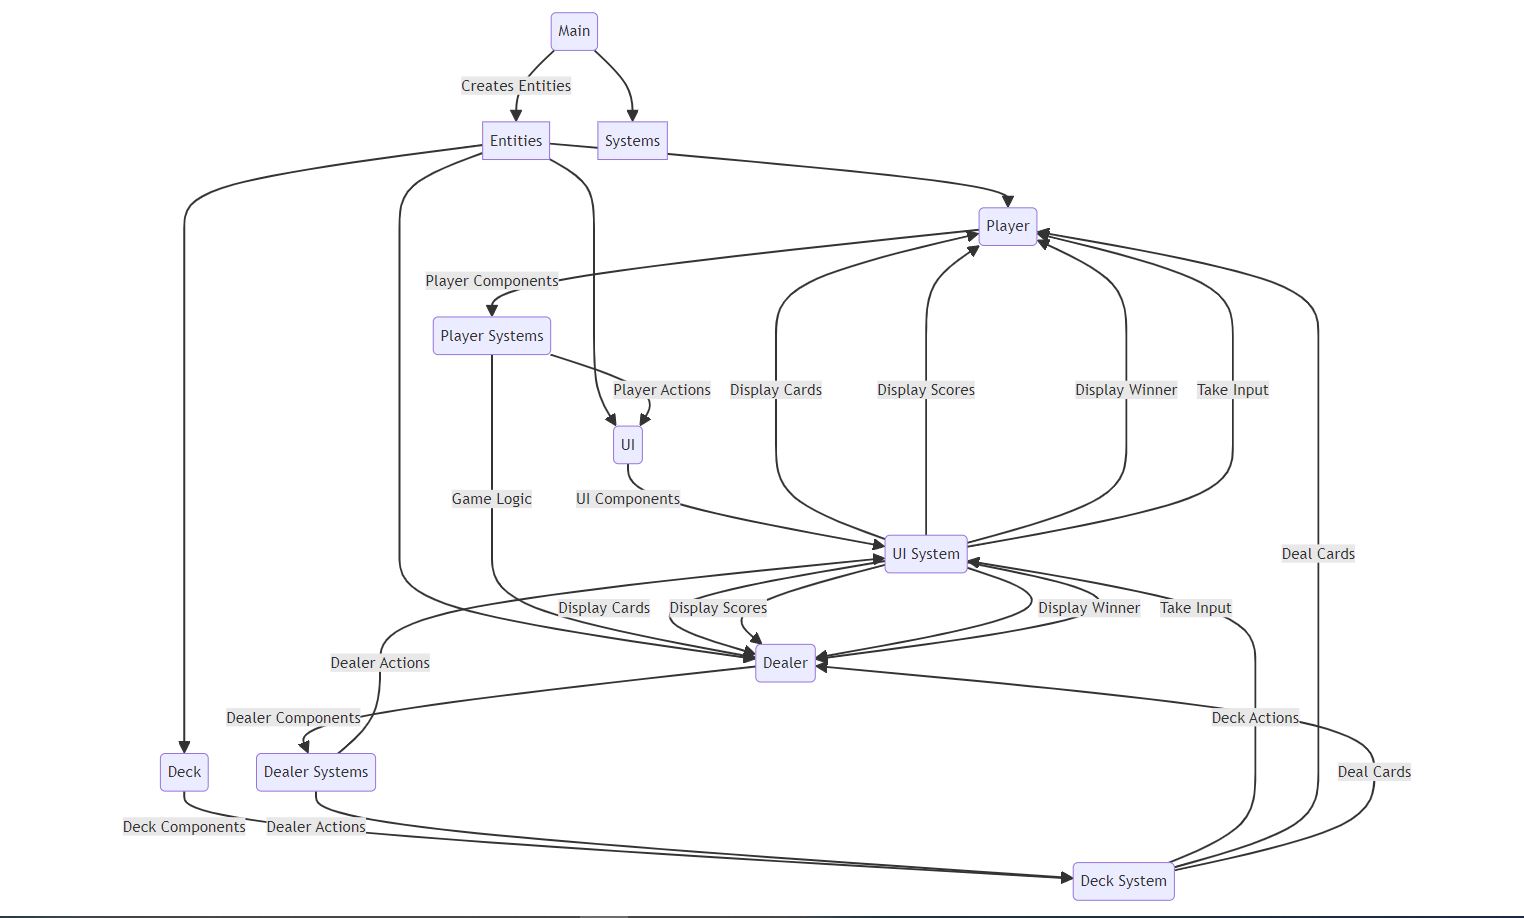 Main
Creates Entities
Entities
Systems
Player
Player Components
Player Systems
Player Actions
Display Cards
Display Scores
Display Winner
Take Input
UI
Game Logic
UI Components
UI System
Deal Cards
Display Cards
Display Scores
Display Winner
Take Input
Dealer Actions
Dealer
Dealer Components
Deck Actions
Deck
Dealer Systems
Deal Cards
Deck Components
Dealer Actions
Deck System